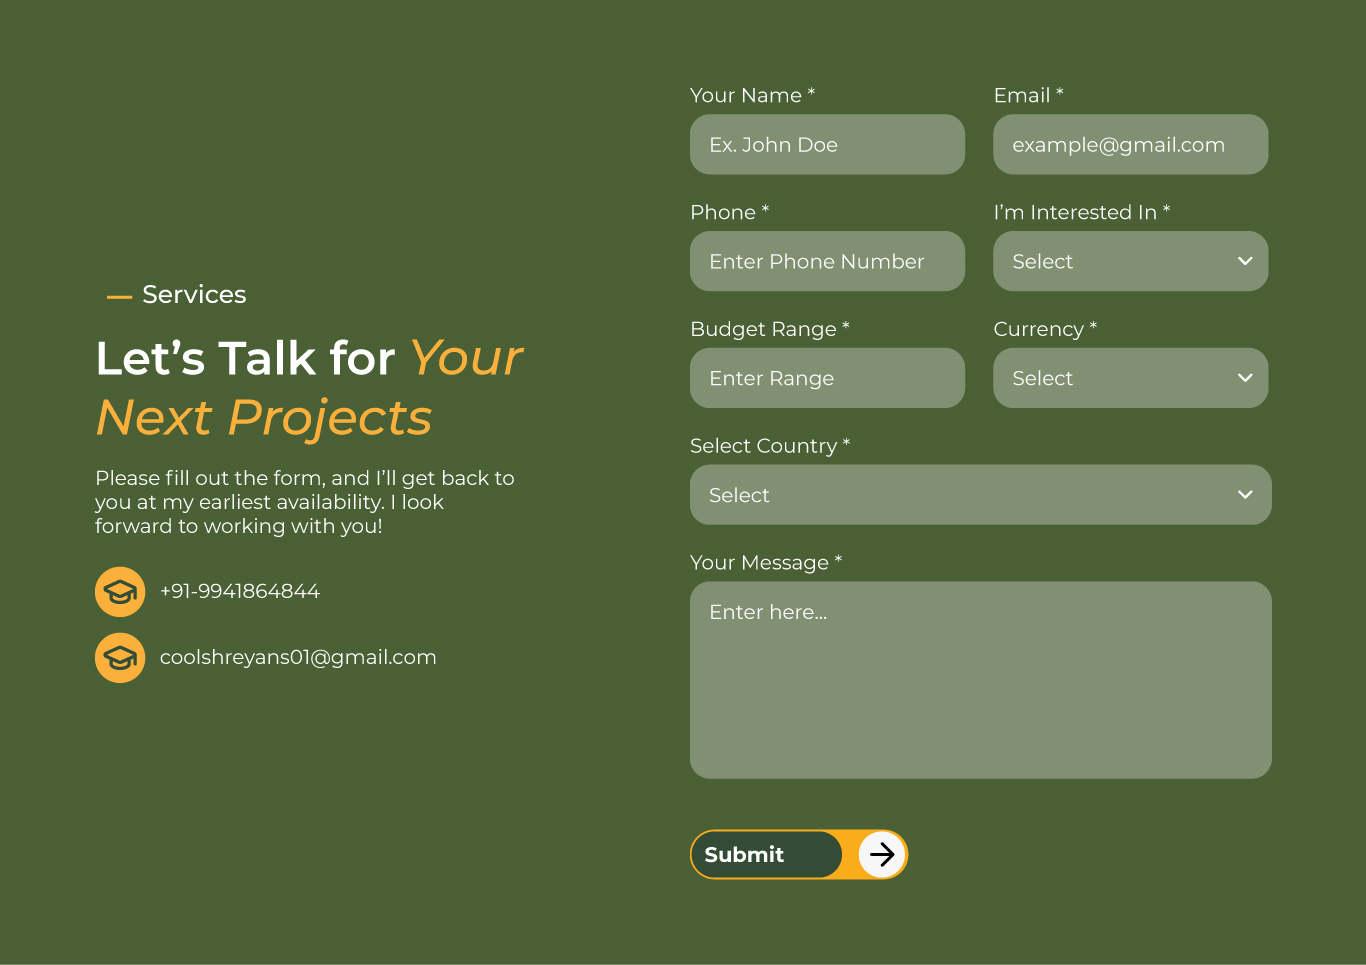 Services
Let’s Talk for Your
Next Projects
Please fill out the form, and I’ll get back to
you at my earliest availability. I look
forward to working with you!
+91-9941864844
coolshreyans01@gmail.com
Your Name *
Ex. John Doe
Email *
example@gmail.com
Phone *
Enter Phone Number
I’m Interested In *
Select
Budget Range *
Enter Range
Currency *
Select
Select Country *
Select
Your Message *
Enter here...
Submit